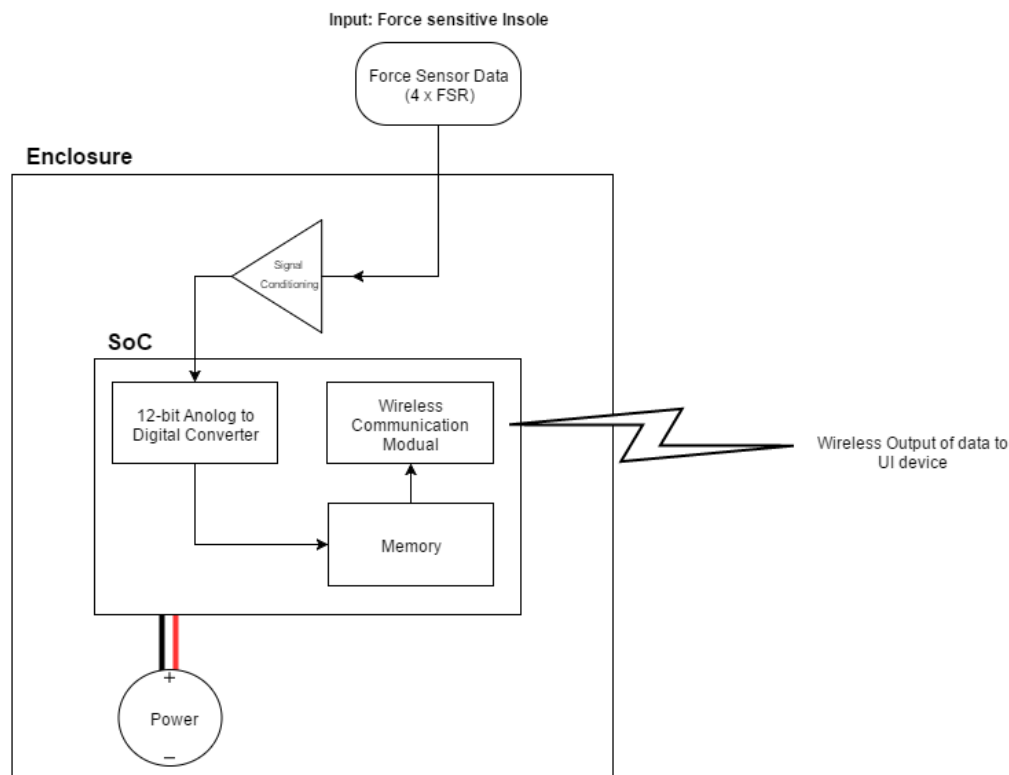 Input: Force sensitive Insole
Force Sensor Data
(4 x FSR)
Enclosure
Signal
Conditioning
SoC
12-bit Anolog to
Digital Converter
Wireless
Communication
Modual
Wireless Output of data to
UI device
Memory
+
Power
–